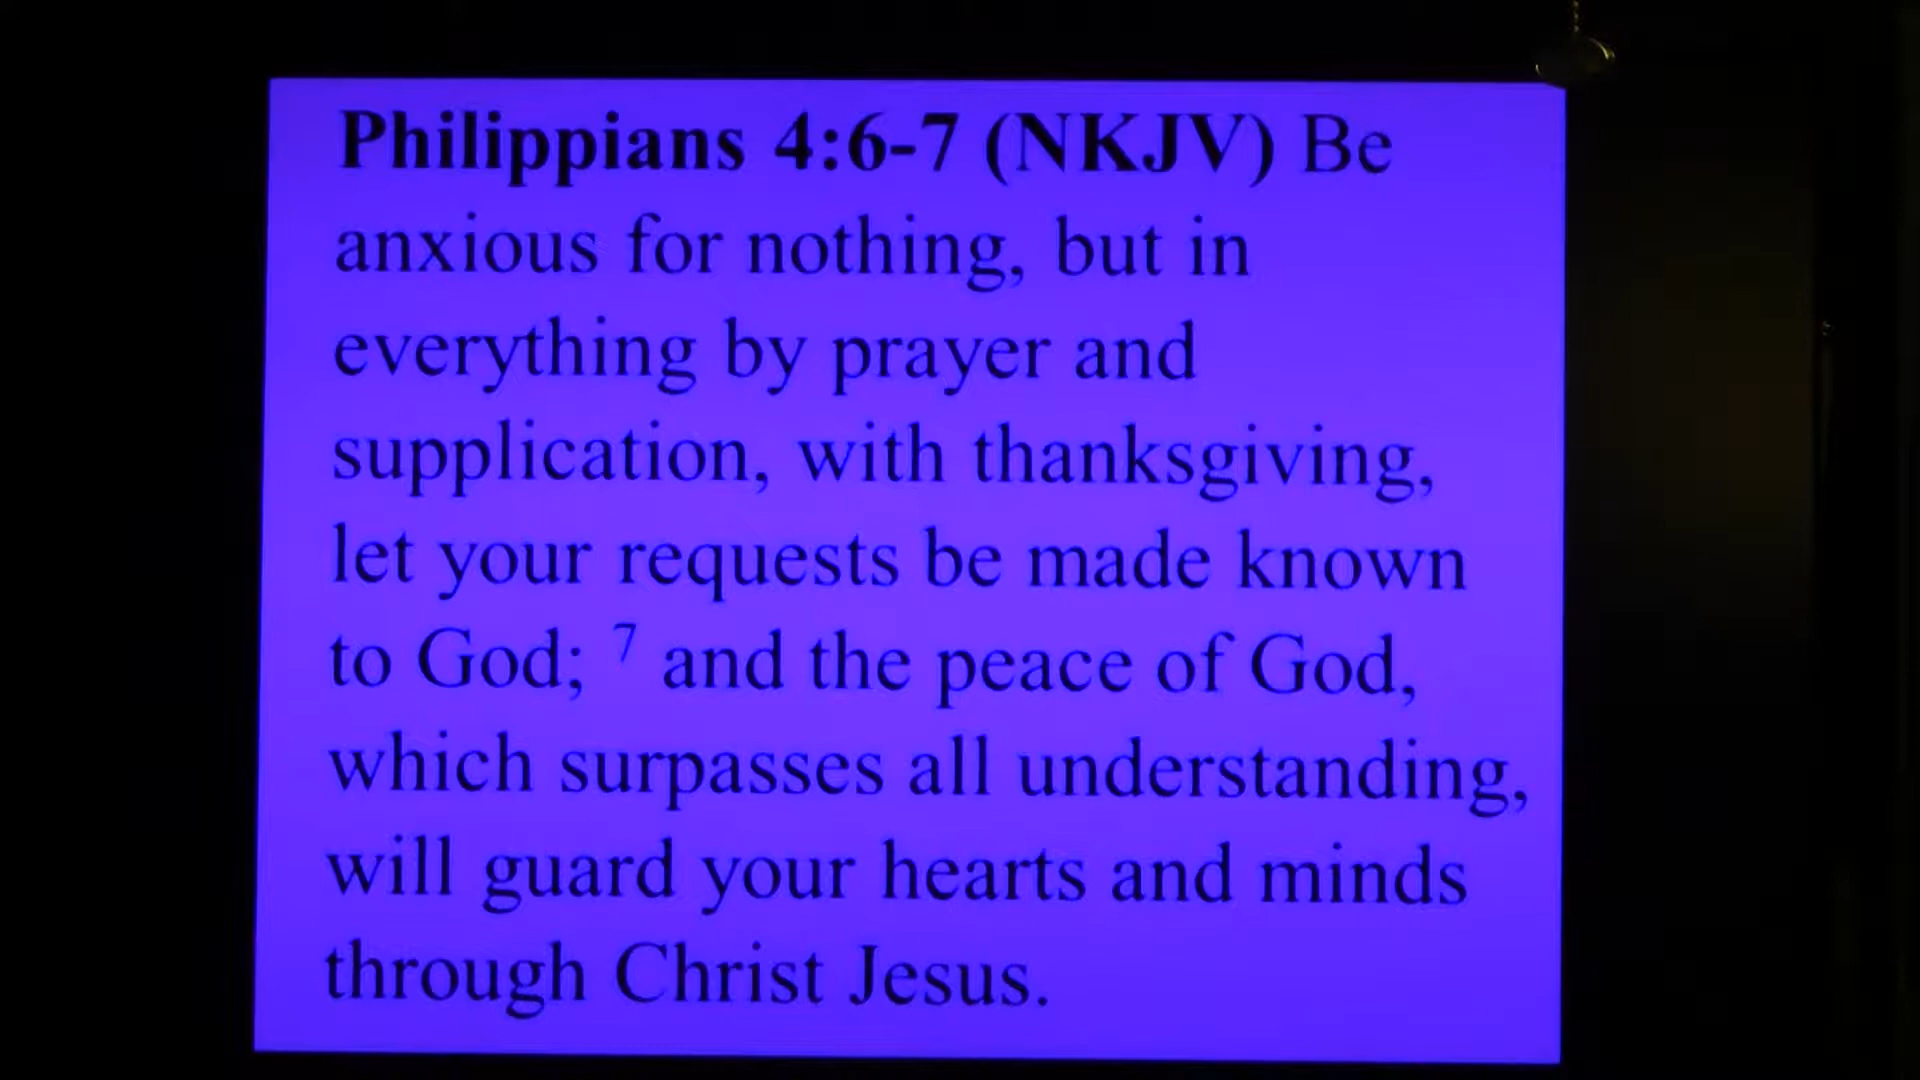 Philippians 4:6-7 (NKJV) Be
anxious for nothing, but in
everything by prayer and
supplication, with thanksgiving,
let your requests be made known
to God; 7 and the peace of God,
which surpasses all understanding,
will guard your hearts and minds
through Christ Jesus.